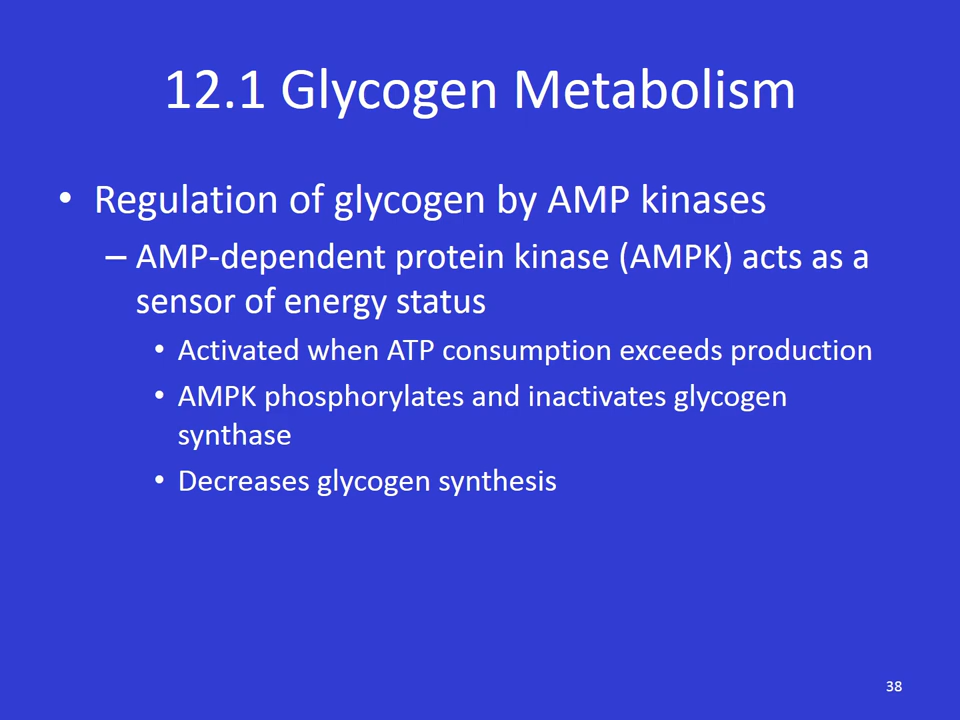 12.1 Glycogen Metabolism
• Regulation of glycogen by AMP kinases
– AMP-dependent protein kinase (AMPK) acts as a
sensor of energy status
• Activated when ATP consumption exceeds production
• AMPK phosphorylates and inactivates glycogen
synthase
• Decreases glycogen synthesis
38